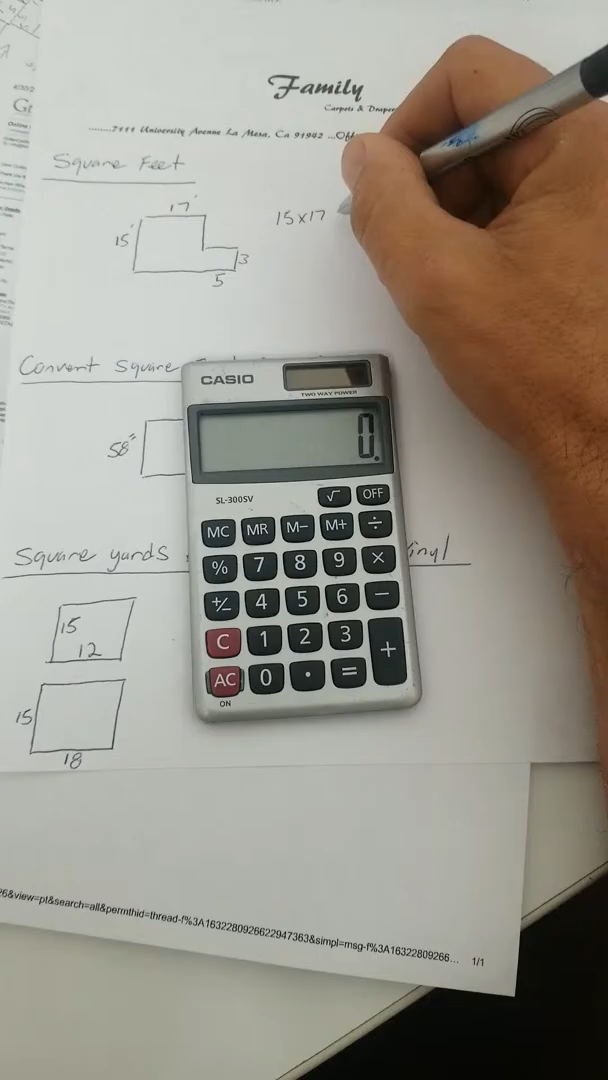 Family
Carpets & Draper
........7111 University Avenue La Mesa, Ca 91942 ...Off
Square Feet
17'
15'
15x17
3
5
Convert Square
CASIO
TWO WAY POWER
0.
58"
SL-300SV
√ OFF
MC MR M− M+ ÷
% 7 8 9 ×
+/− 4 5 6 −
C 1 2 3 +
AC 0 · =
ON
Square yards
inyl
15
12
15
18
26&view=pt&search=all&permthid=thread-f%3A1632280926622947363&simpl=msg-f%3A16322809266... 1/1